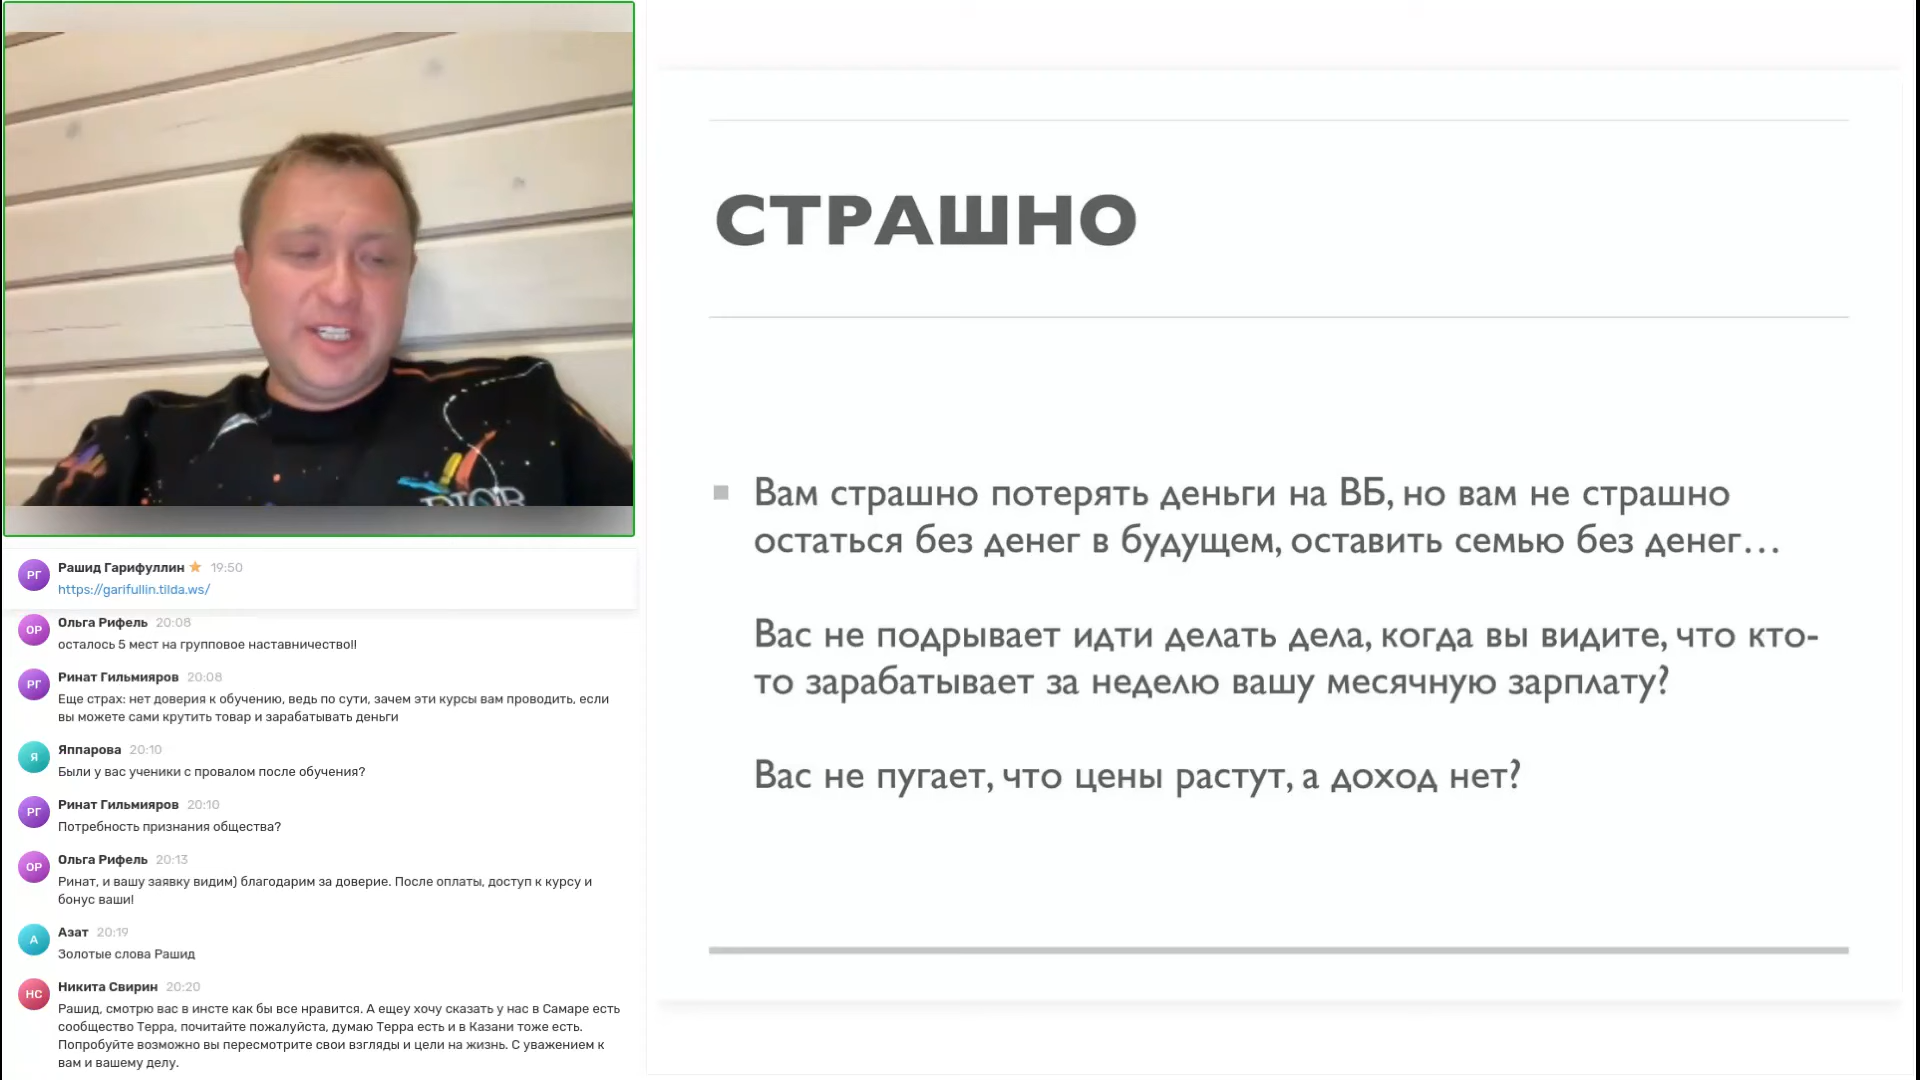 DIOR
РГ
Рашид Гарифуллин 19:50
https://garifullin.tilda.ws/
ОР
Ольга Рифель 20:08
осталось 5 мест на групповое наставничество!!
РГ
Ринат Гильмияров 20:08
Еще страх: нет доверия к обучению, ведь по сути, зачем эти курсы вам проводить, если
вы можете сами крутить товар и зарабатывать деньги
Я
Яппарова 20:10
Были у вас ученики с провалом после обучения?
РГ
Ринат Гильмияров 20:10
Потребность признания общества?
ОР
Ольга Рифель 20:13
Ринат, и вашу заявку видим) благодарим за доверие. После оплаты, доступ к курсу и
бонус ваши!
А
Азат 20:19
Золотые слова Рашид
НС
Никита Свирин 20:20
Рашид, смотрю вас в инсте как бы все нравится. А ещеу хочу сказать у нас в Самаре есть
сообщество Терра, почитайте пожалуйста, думаю Терра есть и в Казани тоже есть.
Попробуйте возможно вы пересмотрите свои взгляды и цели на жизнь. С уважением к
вам и вашему делу.
СТРАШНО
Вам страшно потерять деньги на ВБ, но вам не страшно
остаться без денег в будущем, оставить семью без денег...
Вас не подрывает идти делать дела, когда вы видите, что кто-
то зарабатывает за неделю вашу месячную зарплату?
Вас не пугает, что цены растут, а доход нет?